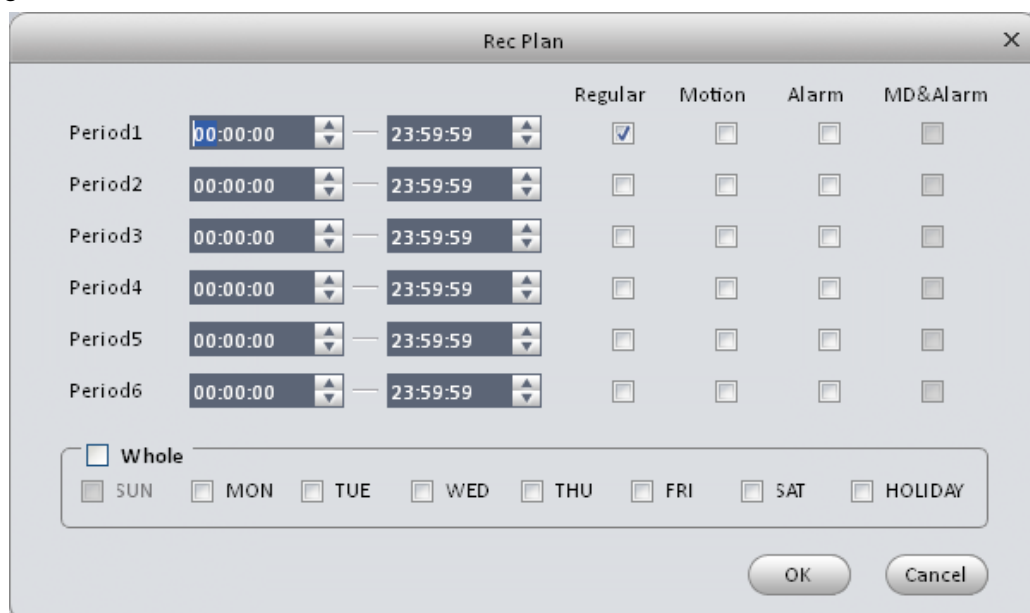 Rec Plan
Regular Motion Alarm MD&Alarm
Period1 00:00:00 23:59:59
Period2 00:00:00 23:59:59
Period3 00:00:00 23:59:59
Period4 00:00:00 23:59:59
Period5 00:00:00 23:59:59
Period6 00:00:00 23:59:59
Whole
SUN MON TUE WED THU FRI SAT HOLIDAY
OK Cancel